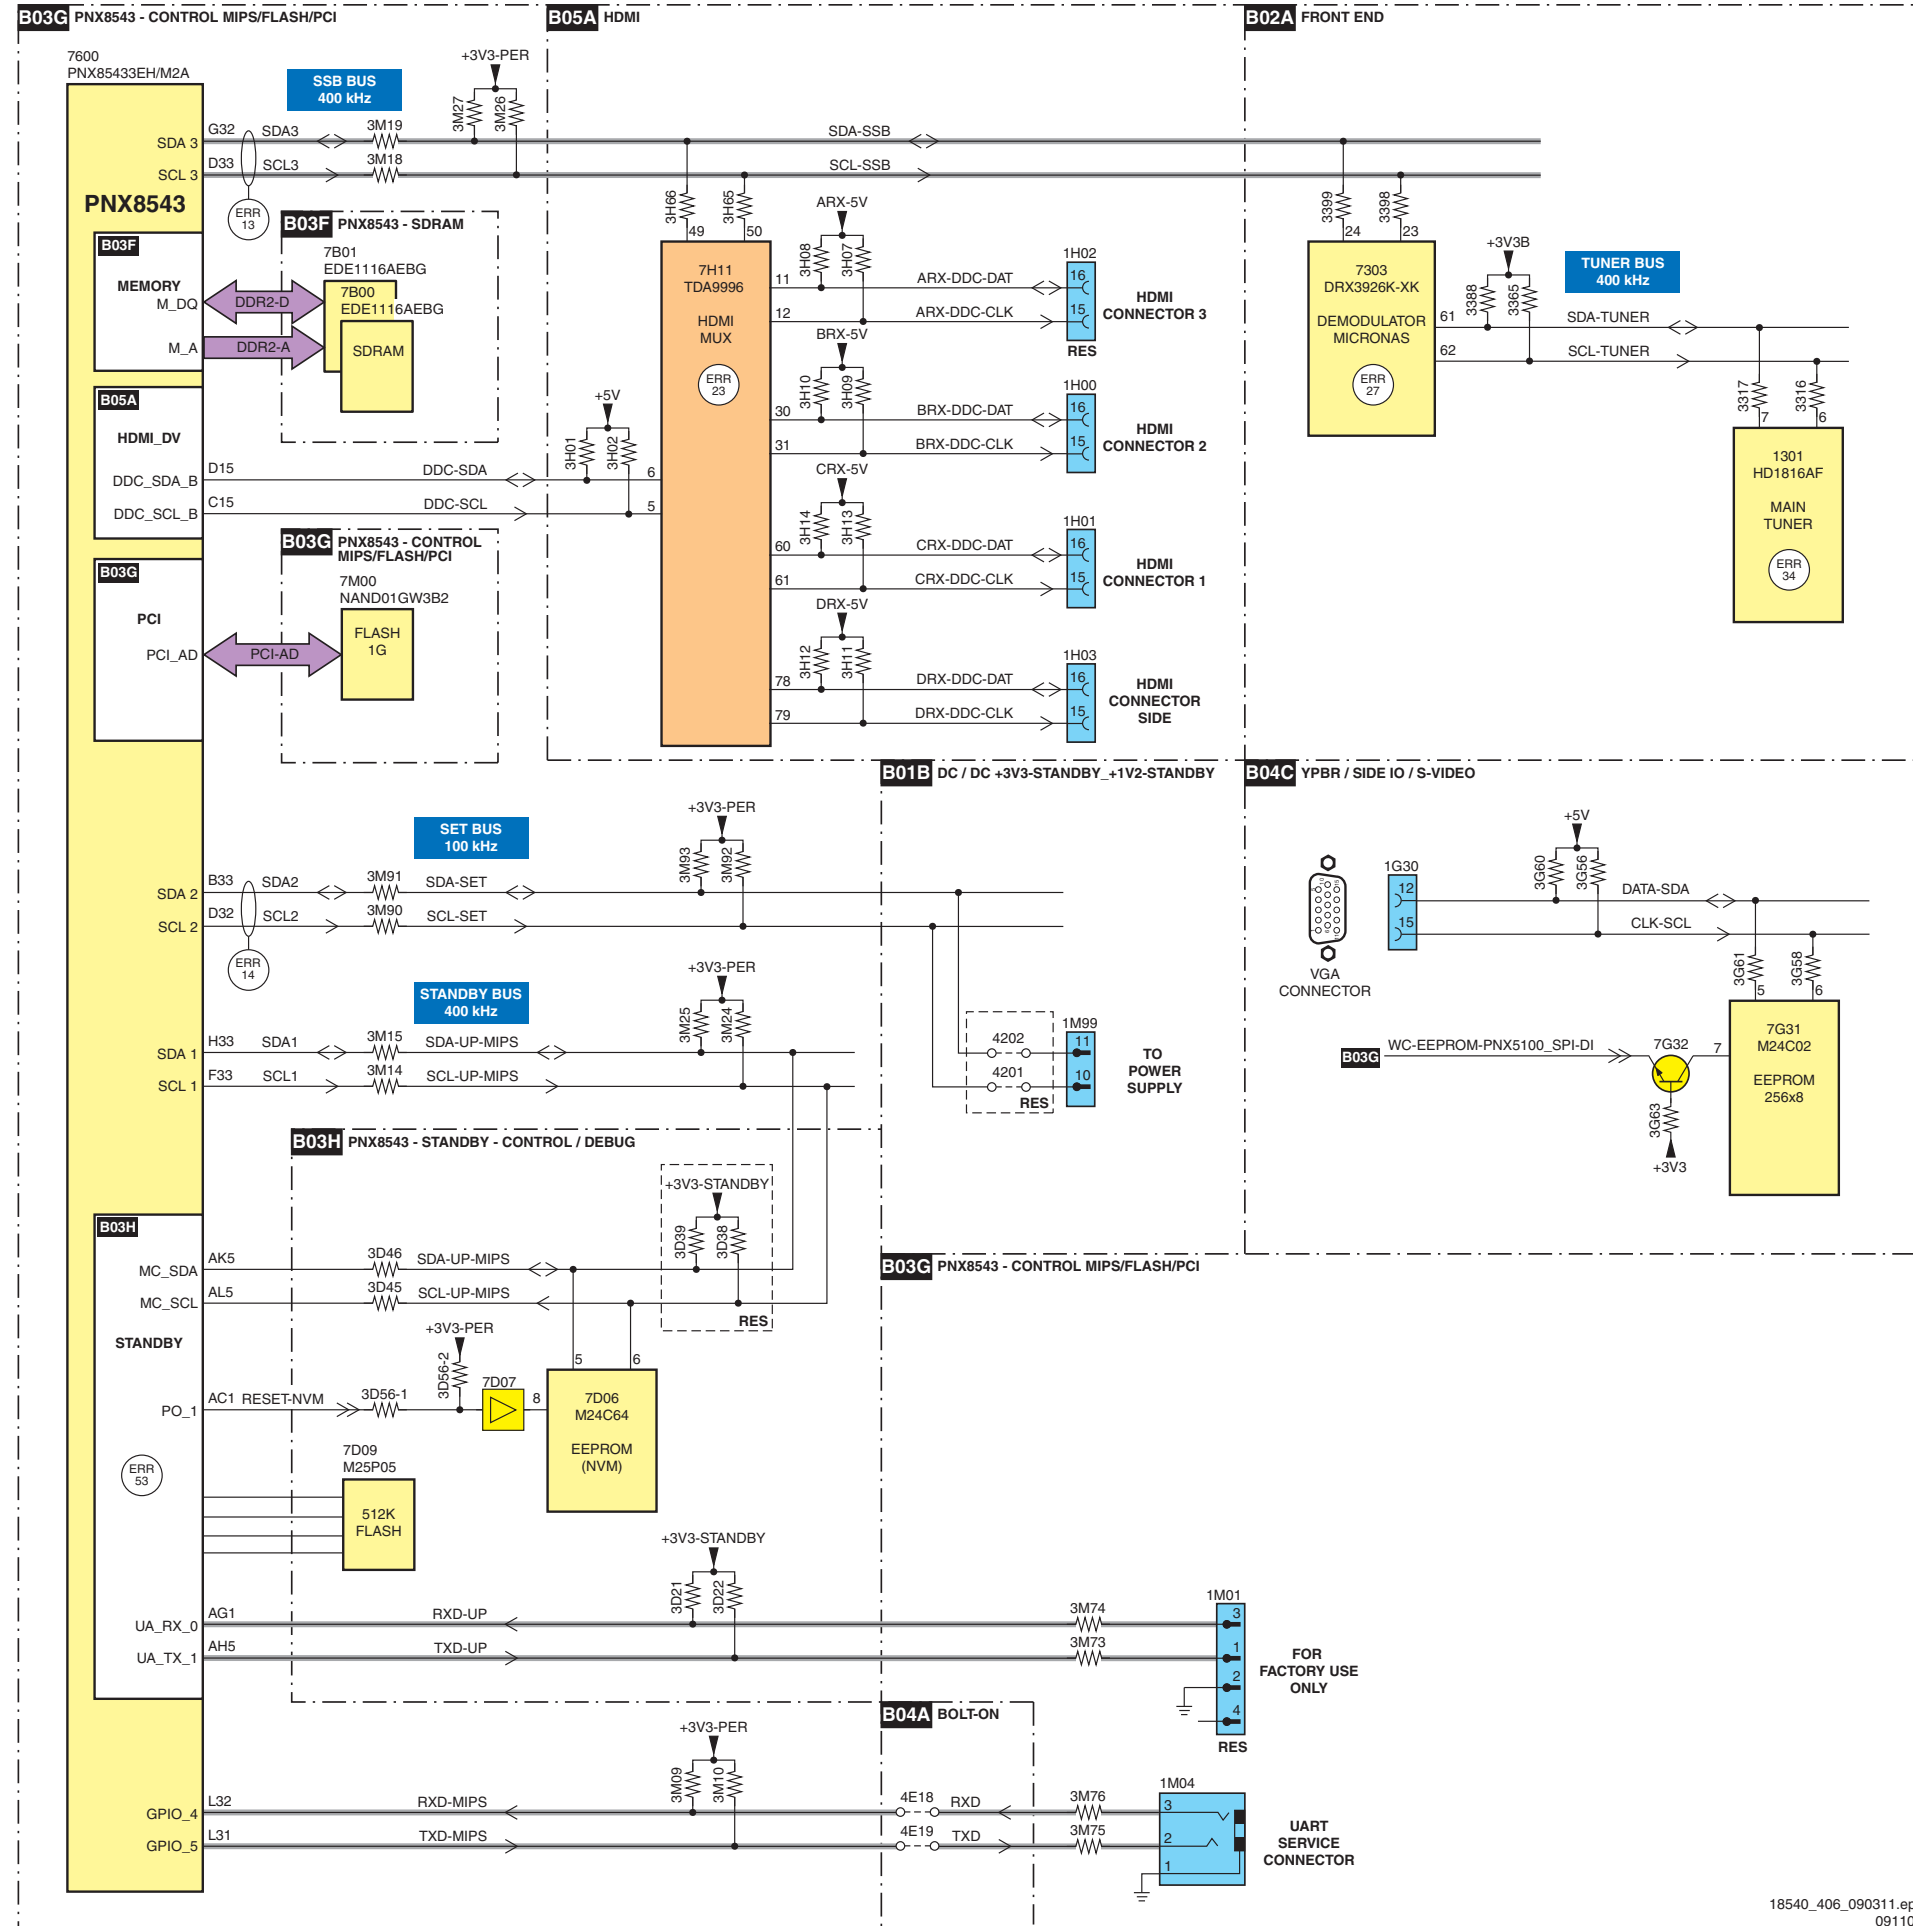 B03G PNX8543 - CONTROL MIPS/FLASH/PCI
B05A HDMI
B02A FRONT END
7600
PNX85433EH/M2A
SSB BUS
400 kHz
+3V3-PER
3M27
3M26
SDA 3
G32
SDA3
3M19
SDA-SSB
SCL 3
D33
SCL3
3M18
SCL-SSB
PNX8543
ERR
13
B03F PNX8543 - SDRAM
7B01
EDE1116AEBG
7B00
EDE1116AEBG
SDRAM
B03F
MEMORY
M_DQ
DDR2-D
M_A
DDR2-A
B05A
HDMI_DV
DDC_SDA_B
D15
DDC-SDA
DDC_SCL_B
C15
DDC-SCL
+5V
3H01
3H02
6
5
3H66
3H65
49
50
7H11
TDA9996
HDMI
MUX
ERR
23
ARX-5V
3H08
3H07
11
ARX-DDC-DAT
12
ARX-DDC-CLK
1H02
16
15
RES
HDMI
CONNECTOR 3
BRX-5V
3H10
3H09
30
BRX-DDC-DAT
31
BRX-DDC-CLK
1H00
16
15
HDMI
CONNECTOR 2
CRX-5V
3H14
3H13
60
CRX-DDC-DAT
61
CRX-DDC-CLK
1H01
16
15
HDMI
CONNECTOR 1
DRX-5V
3H12
3H11
78
DRX-DDC-DAT
79
DRX-DDC-CLK
1H03
16
15
HDMI
CONNECTOR
SIDE
3399
3398
24
23
7303
DRX3926K-XK
DEMODULATOR
MICRONAS
ERR
27
+3V3B
3388
3365
TUNER BUS
400 kHz
61
SDA-TUNER
62
SCL-TUNER
3317
3316
7
6
1301
HD1816AF
MAIN
TUNER
ERR
34
B03G PNX8543 - CONTROL
MIPS/FLASH/PCI
7M00
NAND01GW3B2
FLASH
1G
B03G
PCI
PCI_AD
PCI-AD
B01B DC / DC +3V3-STANDBY_+1V2-STANDBY
B04C YPBR / SIDE IO / S-VIDEO
SET BUS
100 kHz
+3V3-PER
3M93
3M92
SDA 2
B33
SDA2
3M91
SDA-SET
SCL 2
D32
SCL2
3M90
SCL-SET
ERR
14
STANDBY BUS
400 kHz
+3V3-PER
3M25
3M24
SDA 1
H33
SDA1
3M15
SDA-UP-MIPS
SCL 1
F33
SCL1
3M14
SCL-UP-MIPS
4202
4201
RES
1M99
11
10
TO
POWER
SUPPLY
VGA
CONNECTOR
1G30
12
15
+5V
3G60
3G56
DATA-SDA
CLK-SCL
3G61
3G58
5
6
7G31
M24C02
EEPROM
256x8
B03G WC-EEPROM-PNX5100_SPI-DI
7G32
7
3G63
+3V3
B03H PNX8543 - STANDBY - CONTROL / DEBUG
+3V3-STANDBY
3D39
3D38
RES
B03H
MC_SDA
AK5
3D46
SDA-UP-MIPS
MC_SCL
AL5
3D45
SCL-UP-MIPS
STANDBY
+3V3-PER
3D56-2
PO_1
AC1
RESET-NVM
3D56-1
7D07
8
5
6
7D06
M24C64
EEPROM
(NVM)
ERR
53
7D09
M25P05
512K
FLASH
B03G PNX8543 - CONTROL MIPS/FLASH/PCI
+3V3-STANDBY
3D21
3D22
UA_RX_0
AG1
RXD-UP
3M74
UA_TX_1
AH5
TXD-UP
3M73
1M01
3
1
2
4
RES
FOR
FACTORY USE
ONLY
B04A BOLT-ON
+3V3-PER
3M09
3M10
GPIO_4
L32
RXD-MIPS
4E18
RXD
3M76
GPIO_5
L31
TXD-MIPS
4E19
TXD
3M75
1M04
3
2
1
UART
SERVICE
CONNECTOR
18540_406_090311.ep
09110